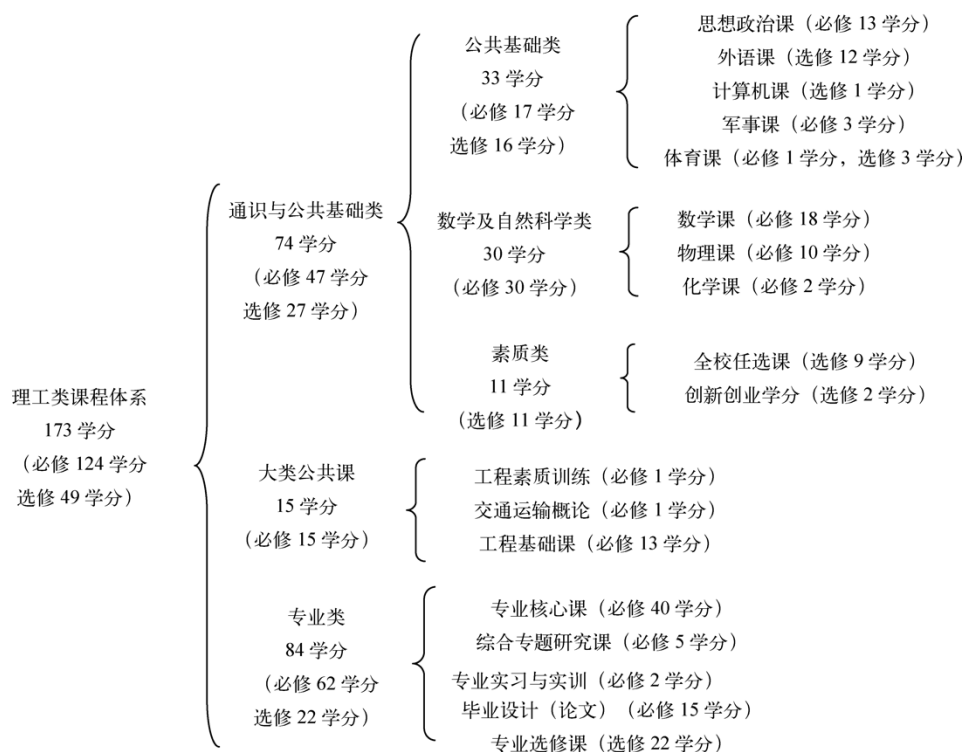 理工类课程体系
173 学分
(必修 124 学分
选修 49 学分)
通识与公共基础类
74 学分
(必修 47 学分
选修 27 学分)
公共基础类
33 学分
(必修 17 学分
选修 16 学分)
思想政治课(必修 13 学分)
外语课(选修 12 学分)
计算机课(选修 1 学分)
军事课(必修 3 学分)
体育课(必修 1 学分,选修 3 学分)
数学及自然科学类
30 学分
(必修 30 学分)
数学课(必修 18 学分)
物理课(必修 10 学分)
化学课(必修 2 学分)
素质类
11 学分
(选修 11 学分)
全校任选课(选修 9 学分)
创新创业学分(选修 2 学分)
大类公共课
15 学分
(必修 15 学分)
工程素质训练(必修 1 学分)
交通运输概论(必修 1 学分)
工程基础课(必修 13 学分)
专业类
84 学分
(必修 62 学分
选修 22 学分)
专业核心课(必修 40 学分)
综合专题研究课(必修 5 学分)
专业实习与实训(必修 2 学分)
毕业设计(论文)(必修 15 学分)
专业选修课(选修 22 学分)